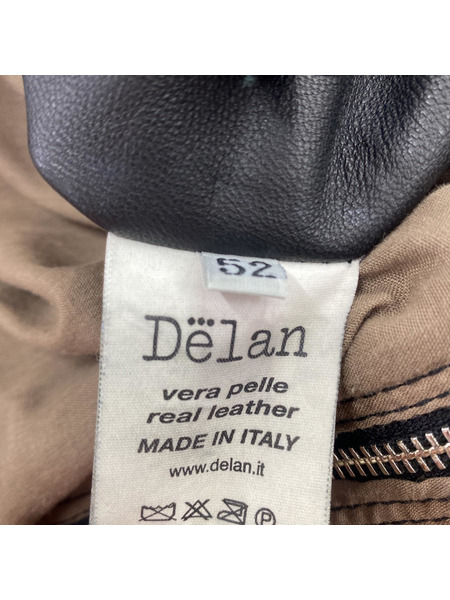 52
Dëlan
vera pelle
real leather
MADE IN ITALY
www.delan.it
P